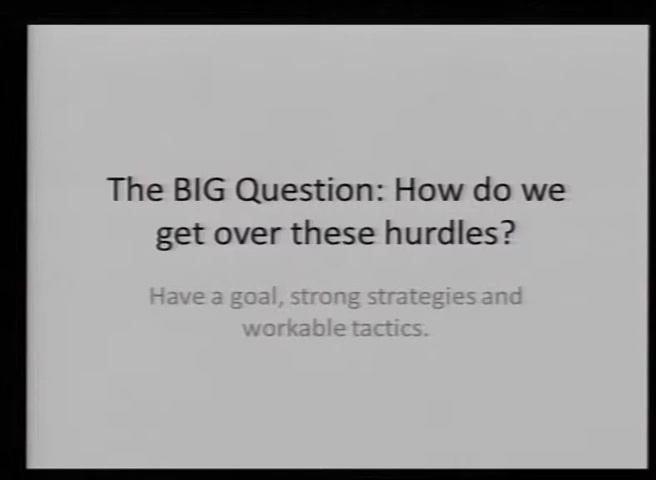 The BIG Question: How do we
get over these hurdles?
Have a goal, strong strategies and
workable tactics.